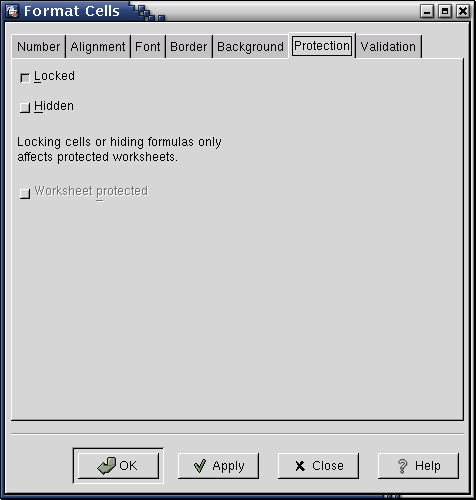 Format Cells
Number Alignment Font Border Background Protection Validation
Locked
Hidden
Locking cells or hiding formulas only
affects protected worksheets.
Worksheet protected
OK Apply Close Help